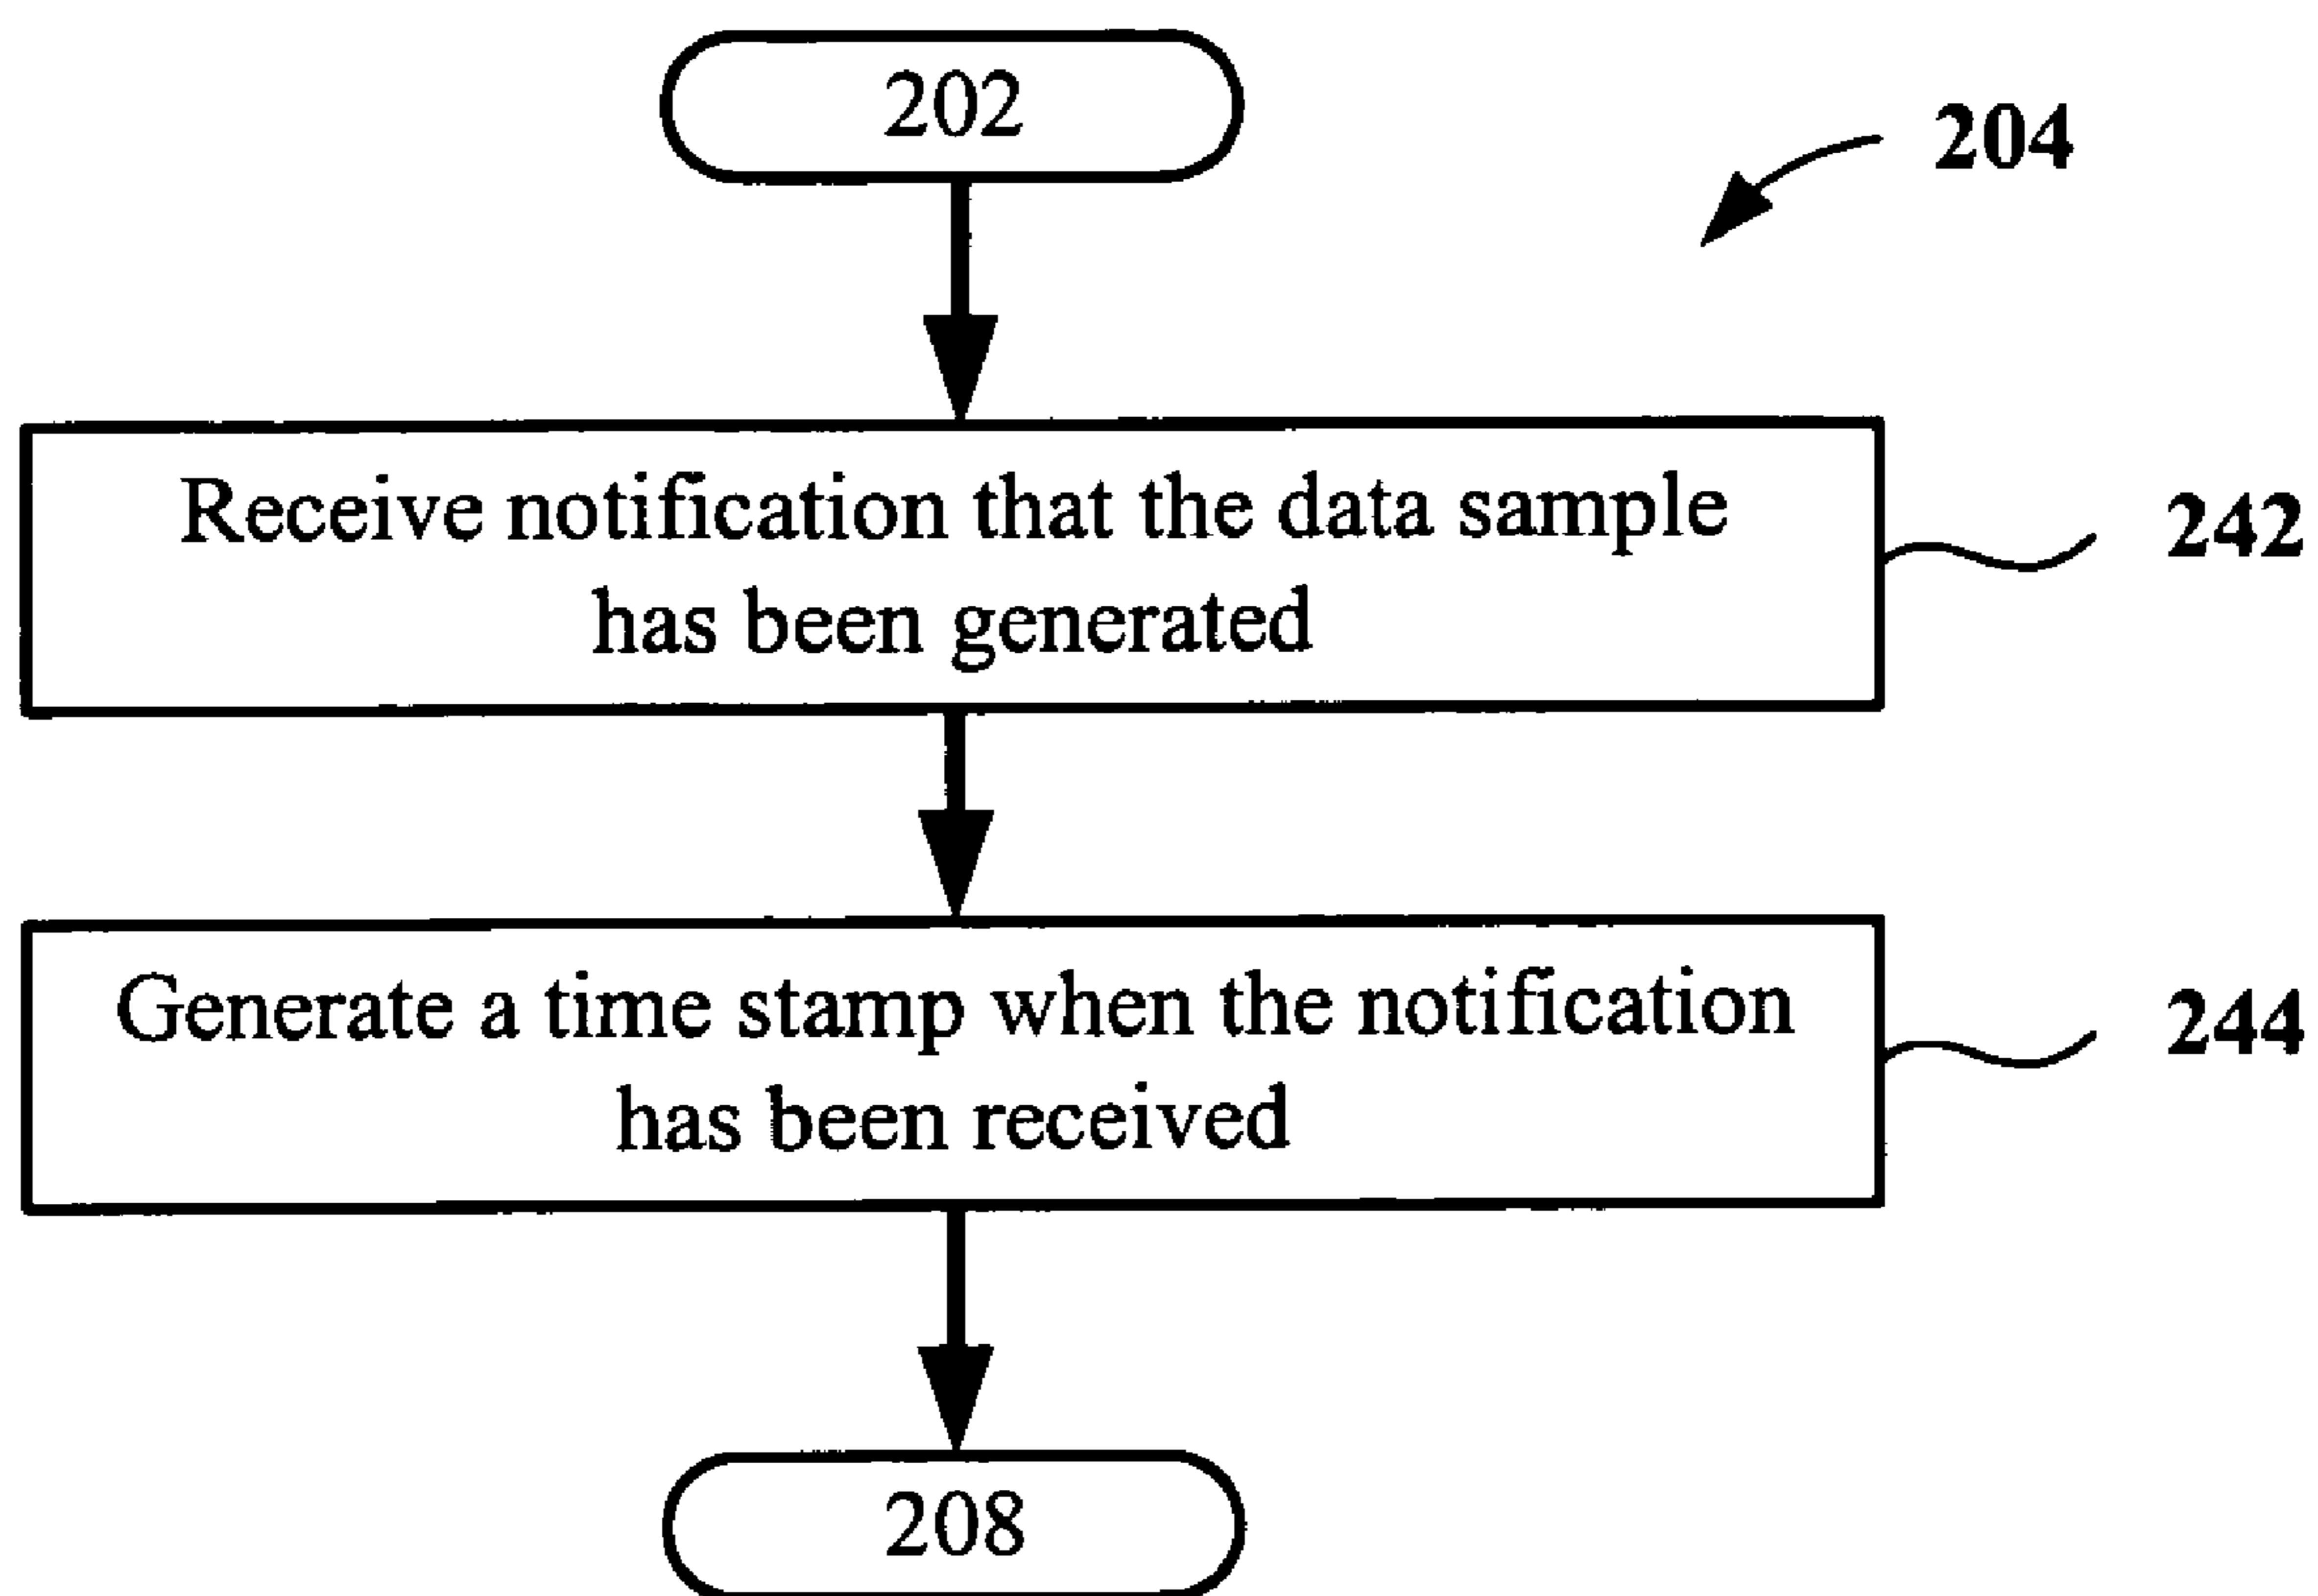 202
204
Receive notification that the data sample
has been generated
242
Generate a time stamp when the notification
has been received
244
208